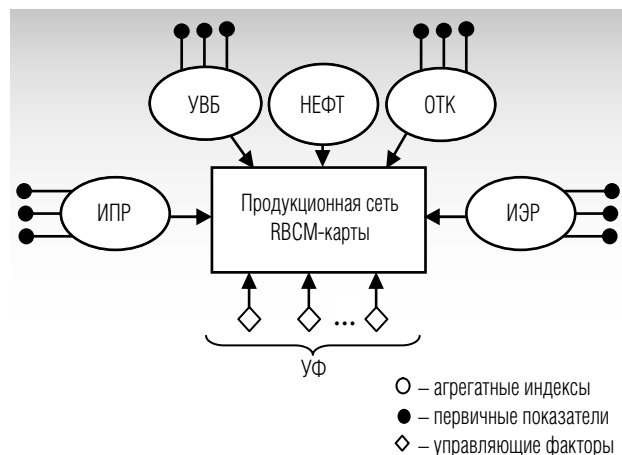 УВБ
НЕФТ
ОТК
ИПР
Продукционная сеть
RBCM-карты
ИЭР
...
УФ
– агрегатные индексы
– первичные показатели
– управляющие факторы